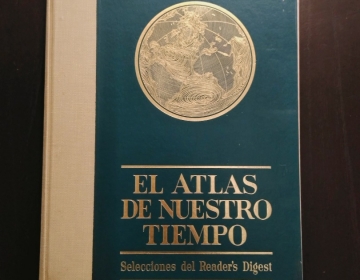 EL ATLAS
DE NUESTRO
TIEMPO
Selecciones del Reader's Digest